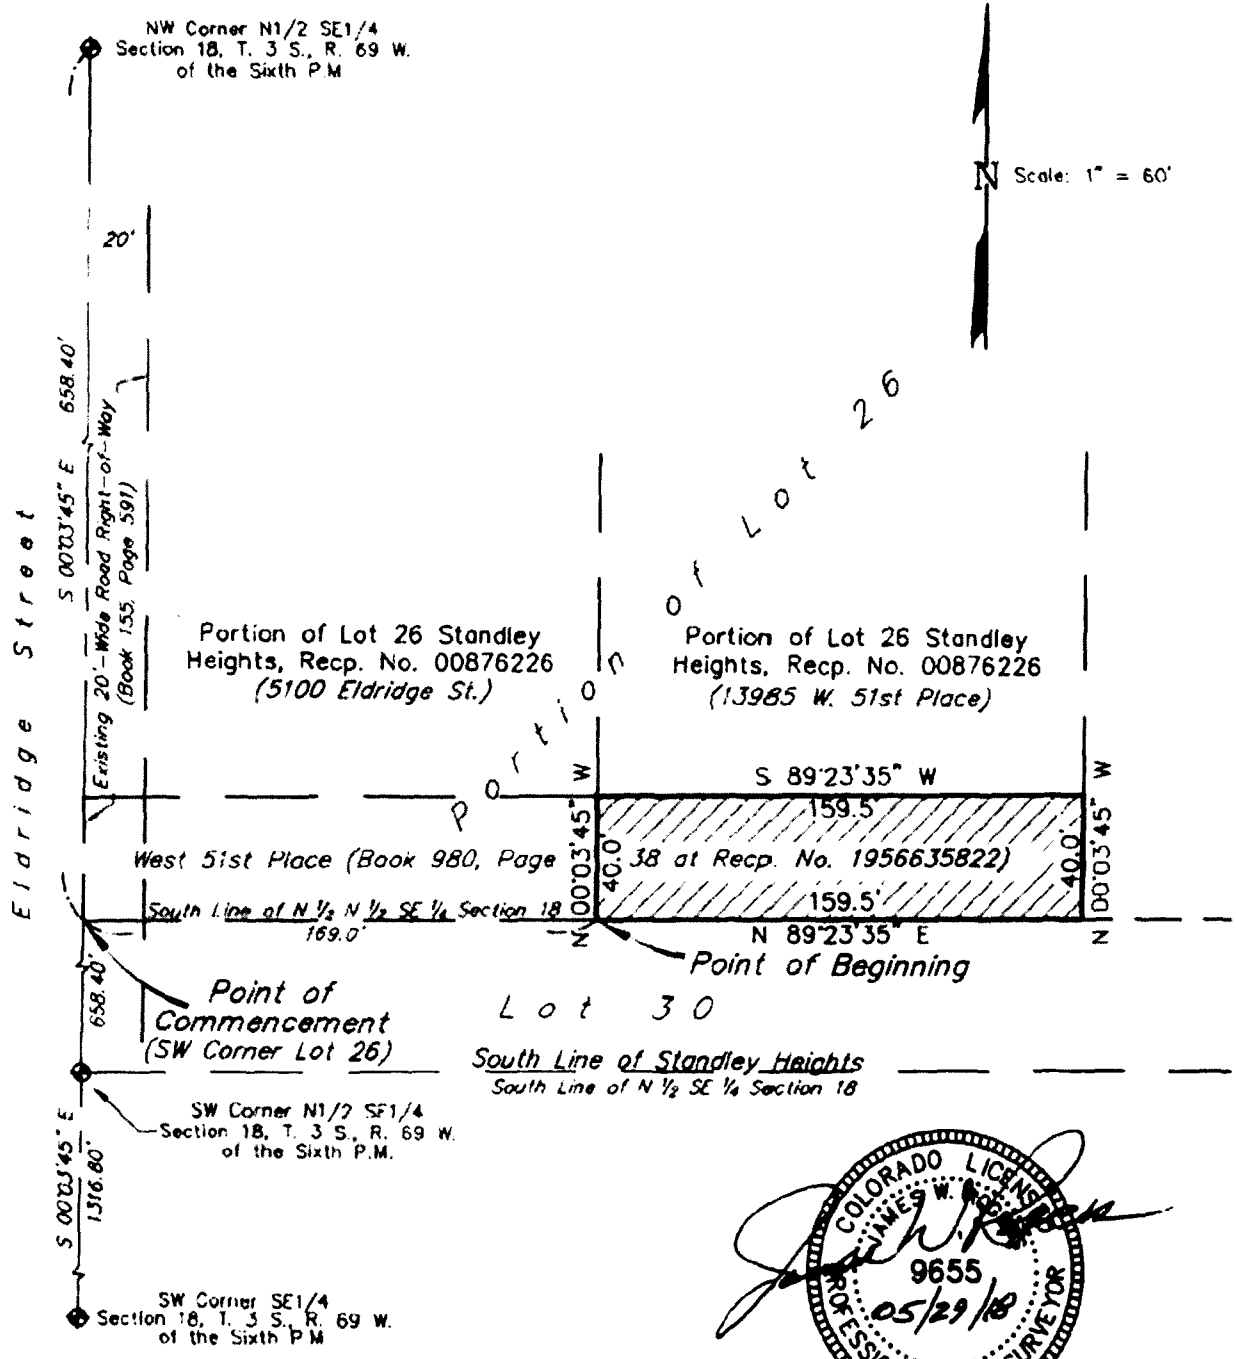 NW Corner N1/2 SE1/4
Section 18, T. 3 S., R. 69 W.
of the Sixth P.M
N Scale: 1" = 60'
20'
S 00°03'45" E 658.40'
Existing 20'-Wide Road Right-of-Way
(Book 155, Page 591)
Eldridge Street
Portion of Lot 26
Portion of Lot 26 Standley
Heights, Recp. No. 00876226
(5100 Eldridge St.)
Portion of Lot 26 Standley
Heights, Recp. No. 00876226
(13985 W. 51st Place)
S 89°23'35" W
159.5'
N 00°03'45" W
40.0'
40.0'
N 00°03'45" W
West 51st Place (Book 980, Page 38 at Recp. No. 1956635822)
South Line of N ½ N ½ SE ¼ Section 18
169.0'
159.5'
N 89°23'35" E
Point of Beginning
658.40'
Point of
Commencement
(SW Corner Lot 26)
Lot 30
South Line of Standley Heights
South Line of N ½ SE ¼ Section 18
SW Corner N1/2 SE1/4
Section 18, T. 3 S., R. 69 W.
of the Sixth P.M.
S 00°03'45" E
1316.80'
SW Corner SE1/4
Section 18, T. 3 S., R. 69 W.
of the Sixth P M
COLORADO LICENSED
JAMES W.
9655
05/29/18